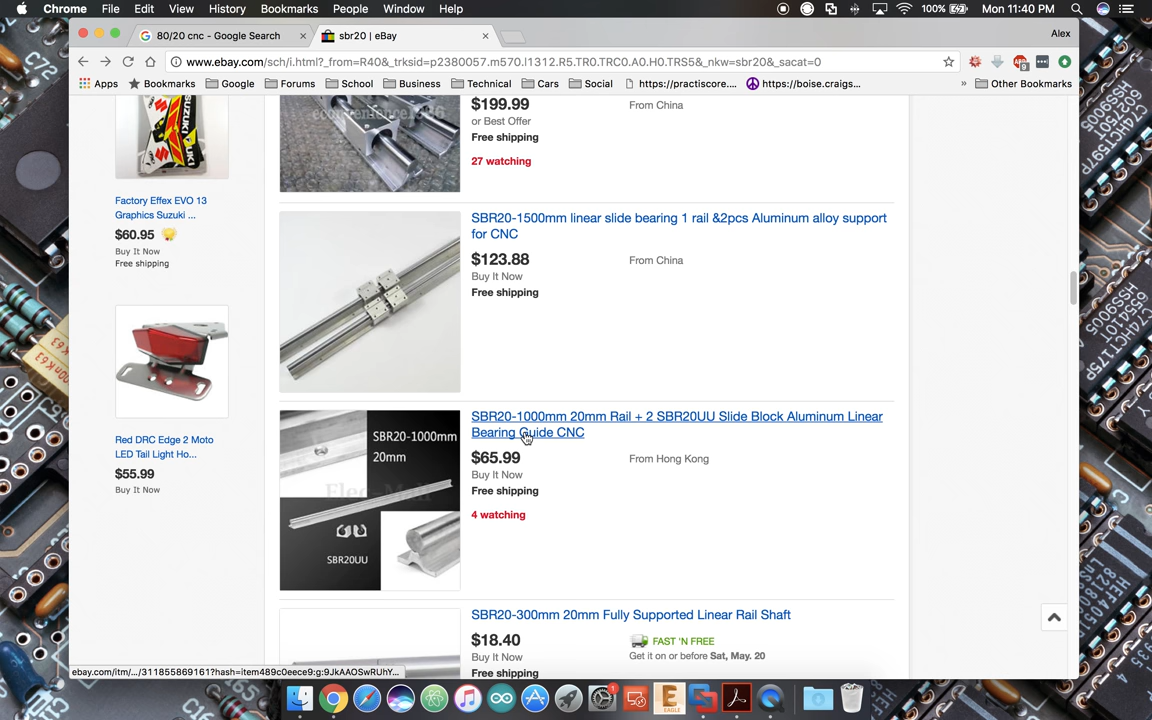 Chrome File Edit View History Bookmarks People Window Help 100% Mon 11:40 PM
80/20 cnc - Google Search sbr20 | eBay Alex
www.ebay.com/sch/i.html?_from=R40&_trksid=p2380057.m570.l1312.R5.TR0.TRC0.A0.H0.TRS5&_nkw=sbr20&_sacat=0
Apps Bookmarks Google Forums School Business Technical Cars Social https://practiscore.... https://boise.craigs... » Other Bookmarks
$199.99 From China
or Best Offer
Free shipping
27 watching
Factory Effex EVO 13
Graphics Suzuki ...
$60.95
Buy It Now
Free shipping
SBR20-1500mm linear slide bearing 1 rail &2pcs Aluminum alloy support
for CNC
$123.88 From China
Buy It Now
Free shipping
Red DRC Edge 2 Moto
LED Tail Light Ho...
$55.99
Buy It Now
SBR20-1000mm 20mm Rail + 2 SBR20UU Slide Block Aluminum Linear
Bearing Guide CNC
$65.99 From Hong Kong
Buy It Now
Free shipping
4 watching
SBR20-1000mm
20mm
SBR20UU
SBR20-300mm 20mm Fully Supported Linear Rail Shaft
$18.40 FAST 'N FREE
Buy It Now Get it on or before Sat, May. 20
Free shipping
ebay.com/itm/.../311855869161?hash=item489c0eece9:g:9JkAAOSwRUhY...
EAGLE